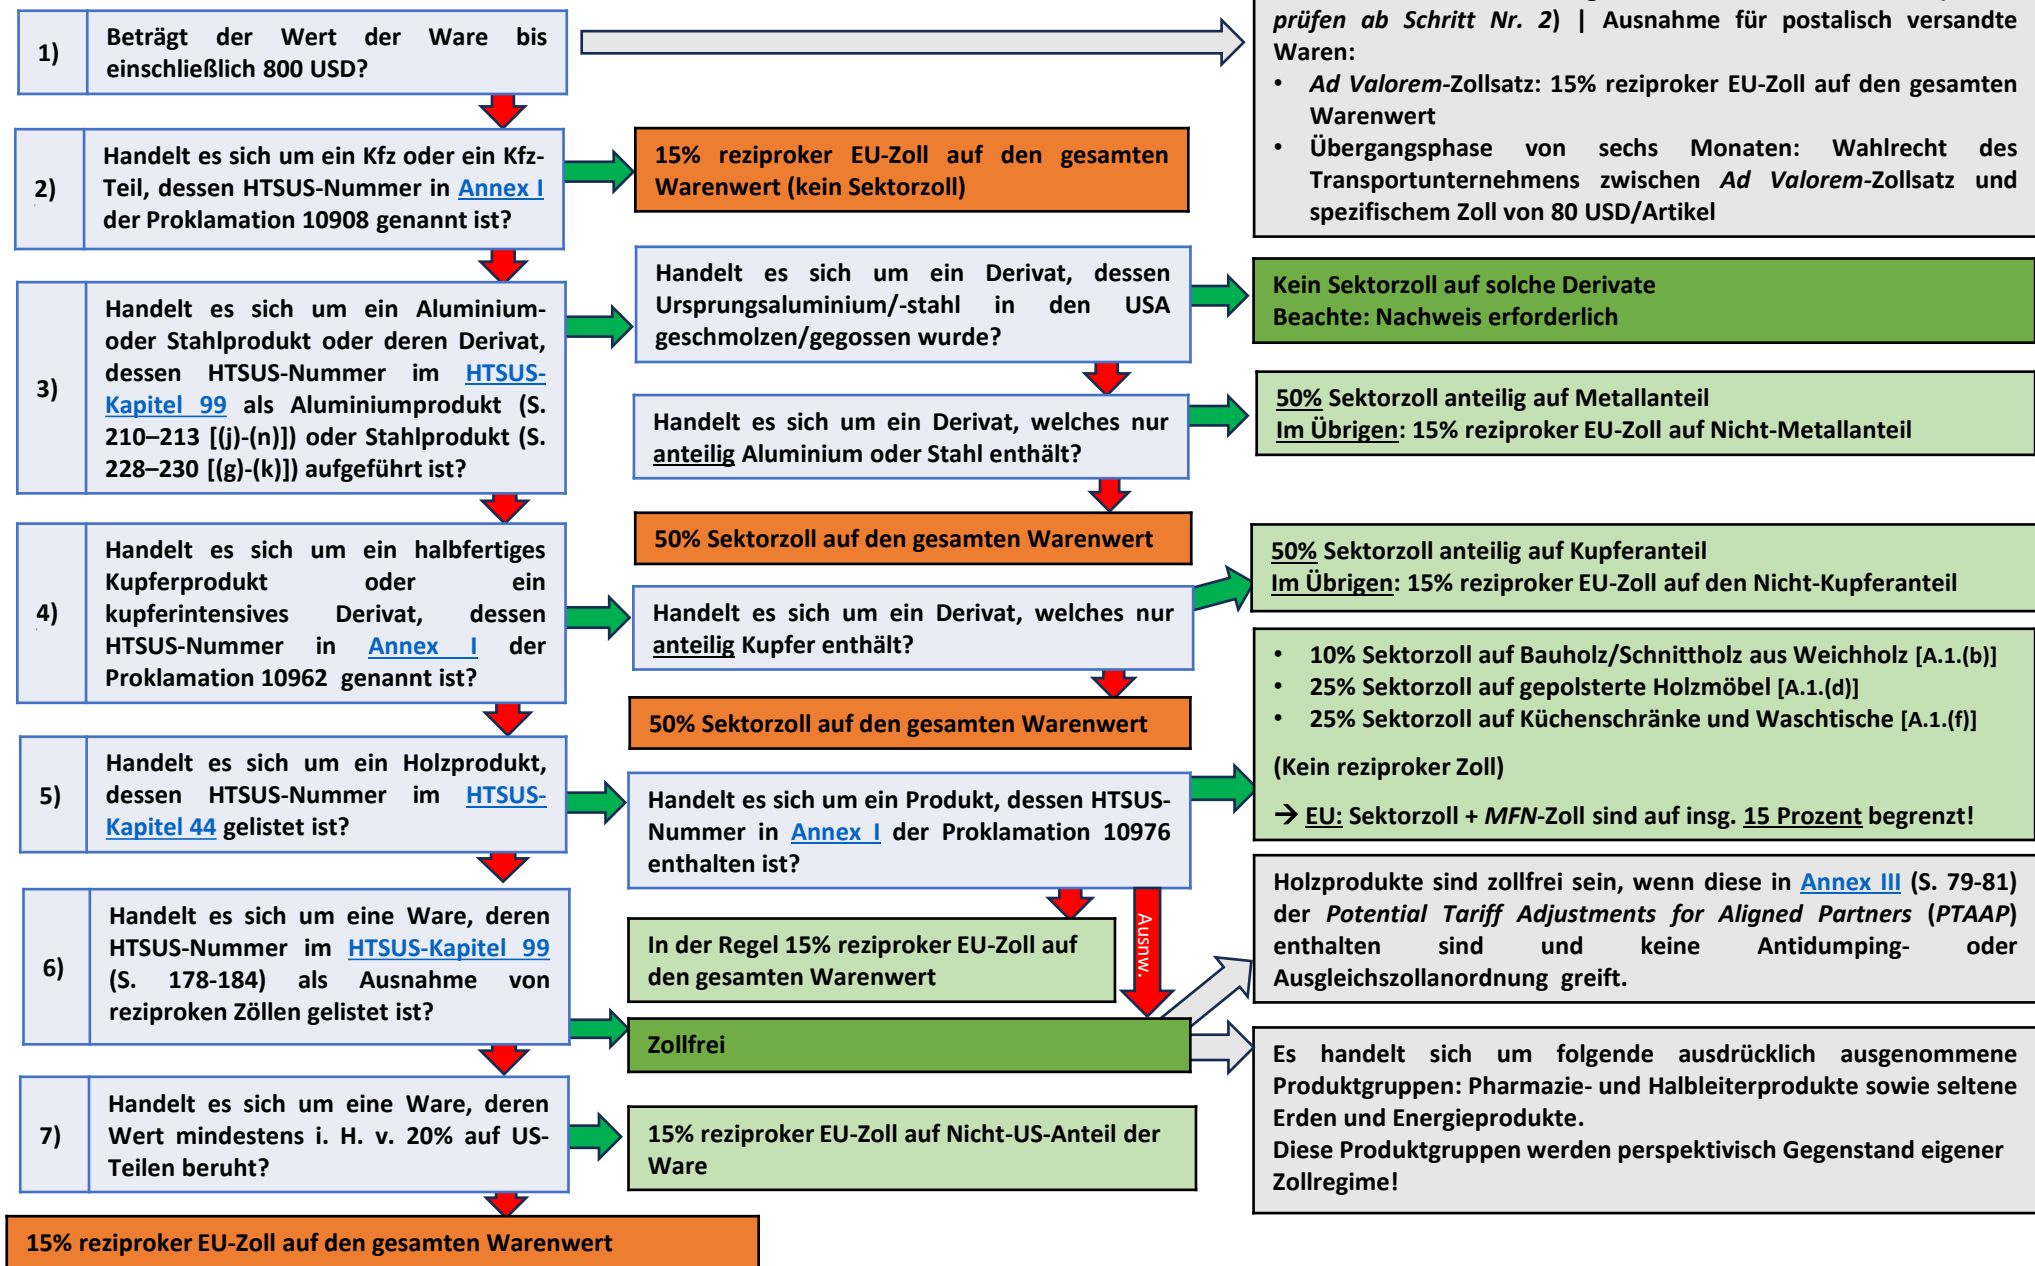 1)
Beträgt der Wert der Ware bis
einschließlich 800 USD?
prüfen ab Schritt Nr. 2) | Ausnahme für postalisch versandte
Waren:
• Ad Valorem-Zollsatz: 15% reziproker EU-Zoll auf den gesamten
Warenwert
• Übergangsphase von sechs Monaten: Wahlrecht des
Transportunternehmens zwischen Ad Valorem-Zollsatz und
spezifischem Zoll von 80 USD/Artikel
2)
Handelt es sich um ein Kfz oder ein Kfz-
Teil, dessen HTSUS-Nummer in Annex I
der Proklamation 10908 genannt ist?
15% reziproker EU-Zoll auf den gesamten
Warenwert (kein Sektorzoll)
3)
Handelt es sich um ein Aluminium-
oder Stahlprodukt oder deren Derivat,
dessen HTSUS-Nummer im HTSUS-
Kapitel 99 als Aluminiumprodukt (S.
210–213 [(j)-(n)]) oder Stahlprodukt (S.
228–230 [(g)-(k)]) aufgeführt ist?
Handelt es sich um ein Derivat, dessen
Ursprungsaluminium/-stahl in den USA
geschmolzen/gegossen wurde?
Kein Sektorzoll auf solche Derivate
Beachte: Nachweis erforderlich
Handelt es sich um ein Derivat, welches nur
anteilig Aluminium oder Stahl enthält?
50% Sektorzoll anteilig auf Metallanteil
Im Übrigen: 15% reziproker EU-Zoll auf Nicht-Metallanteil
50% Sektorzoll auf den gesamten Warenwert
4)
Handelt es sich um ein halbfertiges
Kupferprodukt oder ein
kupferintensives Derivat, dessen
HTSUS-Nummer in Annex I der
Proklamation 10962 genannt ist?
Handelt es sich um ein Derivat, welches nur
anteilig Kupfer enthält?
50% Sektorzoll anteilig auf Kupferanteil
Im Übrigen: 15% reziproker EU-Zoll auf den Nicht-Kupferanteil
50% Sektorzoll auf den gesamten Warenwert
5)
Handelt es sich um ein Holzprodukt,
dessen HTSUS-Nummer im HTSUS-
Kapitel 44 gelistet ist?
Handelt es sich um ein Produkt, dessen HTSUS-
Nummer in Annex I der Proklamation 10976
enthalten ist?
• 10% Sektorzoll auf Bauholz/Schnittholz aus Weichholz [A.1.(b)]
• 25% Sektorzoll auf gepolsterte Holzmöbel [A.1.(d)]
• 25% Sektorzoll auf Küchenschränke und Waschtische [A.1.(f)]
(Kein reziproker Zoll)
→ EU: Sektorzoll + MFN-Zoll sind auf insg. 15 Prozent begrenzt!
In der Regel 15% reziproker EU-Zoll auf
den gesamten Warenwert
Ausnw.
Holzprodukte sind zollfrei sein, wenn diese in Annex III (S. 79-81)
der Potential Tariff Adjustments for Aligned Partners (PTAAP)
enthalten sind und keine Antidumping- oder
Ausgleichszollanordnung greift.
6)
Handelt es sich um eine Ware, deren
HTSUS-Nummer im HTSUS-Kapitel 99
(S. 178-184) als Ausnahme von
reziproken Zöllen gelistet ist?
Zollfrei
Es handelt sich um folgende ausdrücklich ausgenommene
Produktgruppen: Pharmazie- und Halbleiterprodukte sowie seltene
Erden und Energieprodukte.
Diese Produktgruppen werden perspektivisch Gegenstand eigener
Zollregime!
7)
Handelt es sich um eine Ware, deren
Wert mindestens i. H. v. 20% auf US-
Teilen beruht?
15% reziproker EU-Zoll auf Nicht-US-Anteil der
Ware
15% reziproker EU-Zoll auf den gesamten Warenwert